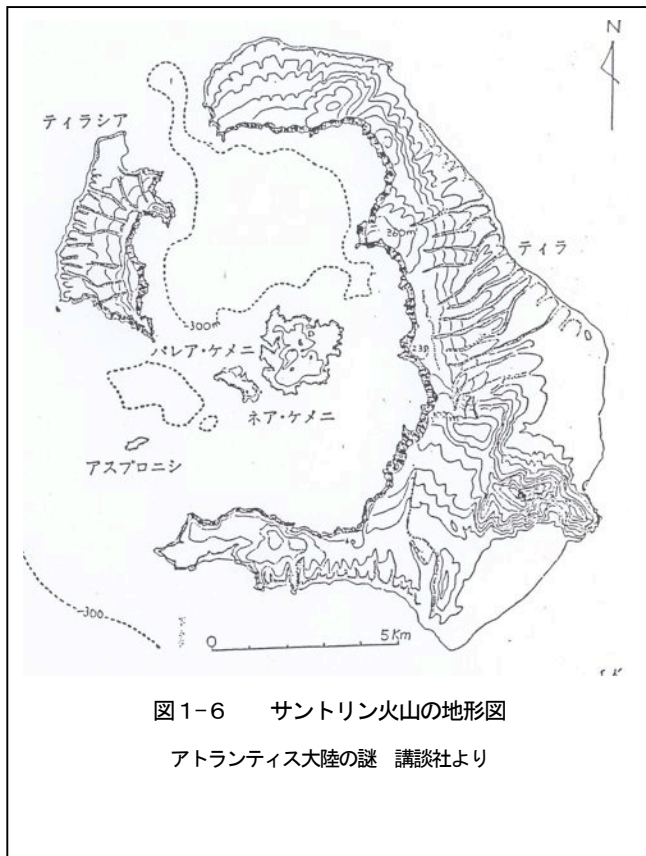 N
ティラシア
ティラ
-300m
パレア・ケメニ
ネア・ケメニ
アスプロニシ
-300
0
5Km
図1-6　サントリン火山の地形図
アトランティス大陸の謎　講談社より